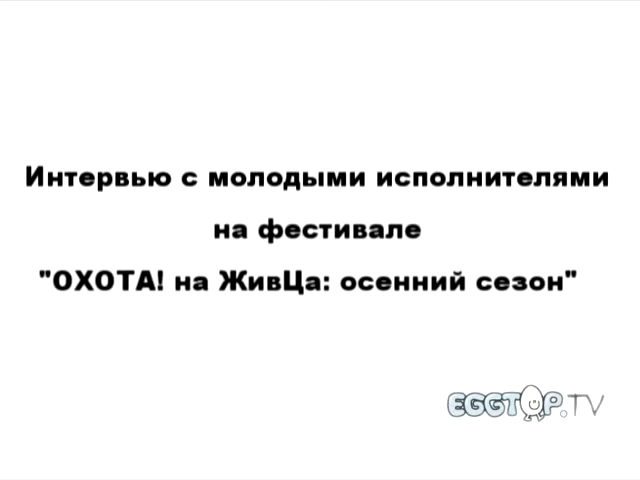 Интервью с молодыми исполнителями
на фестивале
"ОХОТА! на ЖивЦа: осенний сезон"
EGGTOP.TV